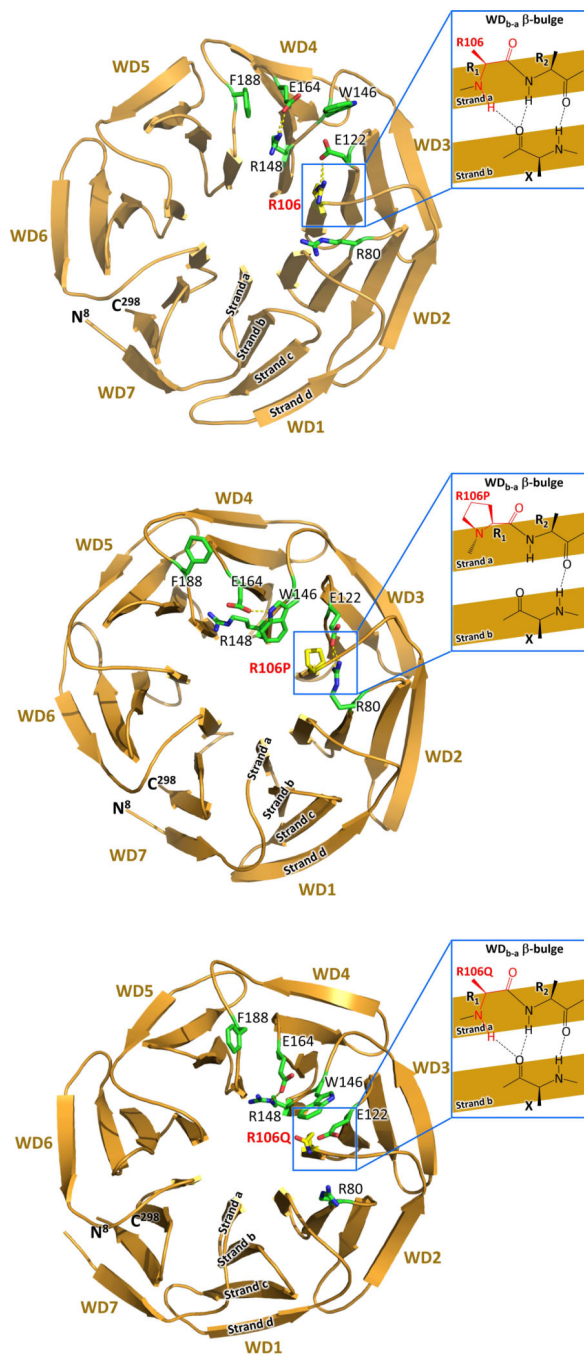 WD4
WD5
F188
E164
W146
E122
WD3
R148
R106
WD6
R80
Strand a
C298
N8
Strand b
WD2
Strand c
WD7
Strand d
WD1
WDb-a β-bulge
R106
O
R2
R1
N
N
Strand a
H
H
O
O
H
N
Strand b
X
WD4
WD5
WD3
F188
E164
W146
E122
R148
R106P
WD6
R80
Strand a
WD2
C298
Strand b
N8
Strand c
WD7
Strand d
WD1
WDb-a β-bulge
R106P
O
R2
N
R1
N
Strand a
H
O
O
H
N
Strand b
X
WD4
WD5
F188
E164
WD3
W146
R148
E122
R106Q
WD6
Strand a
R80
N8
C298
Strand b
WD2
Strand c
WD7
Strand d
WD1
WDb-a β-bulge
R106Q
O
R2
R1
N
N
Strand a
H
H
O
O
H
N
Strand b
X